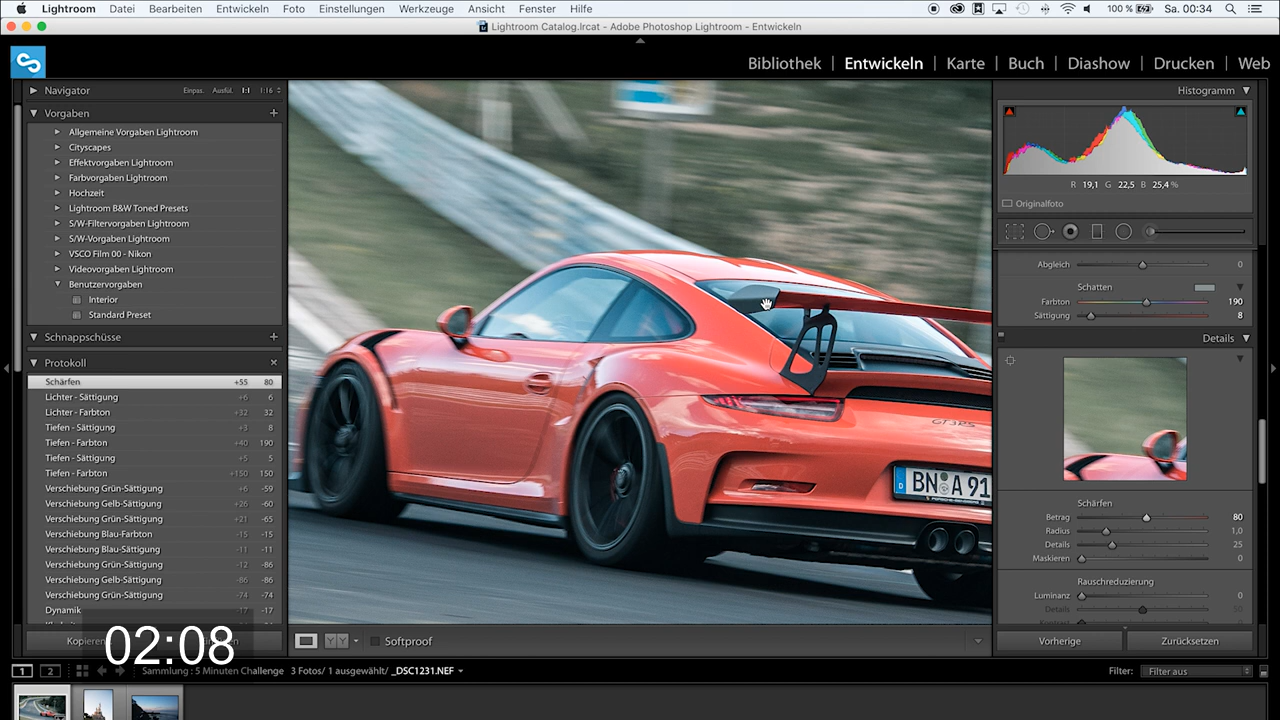 Lightroom Datei Bearbeiten Entwickeln Foto Einstellungen Werkzeuge Ansicht Fenster Hilfe 100 % Sa. 00:34
Lightroom Catalog.lrcat - Adobe Photoshop Lightroom - Entwickeln
Bibliothek | Entwickeln | Karte | Buch | Diashow | Drucken | Web
Navigator Einpas. Ausfül. 1:1 1:16
Vorgaben +
Allgemeine Vorgaben Lightroom
Cityscapes
Effektvorgaben Lightroom
Farbvorgaben Lightroom
Hochzeit
Lightroom B&W Toned Presets
S/W-Filtervorgaben Lightroom
S/W-Vorgaben Lightroom
VSCO Film 00 - Nikon
Videovorgaben Lightroom
Benutzervorgaben
Interior
Standard Preset
Schnappschüsse +
Protokoll ×
Schärfen +55 80
Lichter - Sättigung +6 6
Lichter - Farbton +32 32
Tiefen - Sättigung +3 8
Tiefen - Farbton +40 190
Tiefen - Sättigung +5 5
Tiefen - Farbton +150 150
Verschiebung Grün-Sättigung +6 -59
Verschiebung Gelb-Sättigung +26 -60
Verschiebung Grün-Sättigung +21 -65
Verschiebung Blau-Farbton -15 -15
Verschiebung Blau-Sättigung -11 -11
Verschiebung Grün-Sättigung -12 -86
Verschiebung Gelb-Sättigung -86 -86
Verschiebung Grün-Sättigung -74 -74
Dynamik -17 -17
02:08
GT3RS
BN A 91
Histogramm
R 19,1 G 22,5 B 25,4 %
Originalfoto
Abgleich 0
Schatten
Farbton 190
Sättigung 8
Details
Schärfen
Betrag 80
Radius 1,0
Details 25
Maskieren 0
Rauschreduzierung
Luminanz 0
Details 50
Softproof
Vorherige Zurücksetzen
1 2 Sammlung : 5 Minuten Challenge 3 Fotos/ 1 ausgewählt/ _DSC1231.NEF Filter: Filter aus